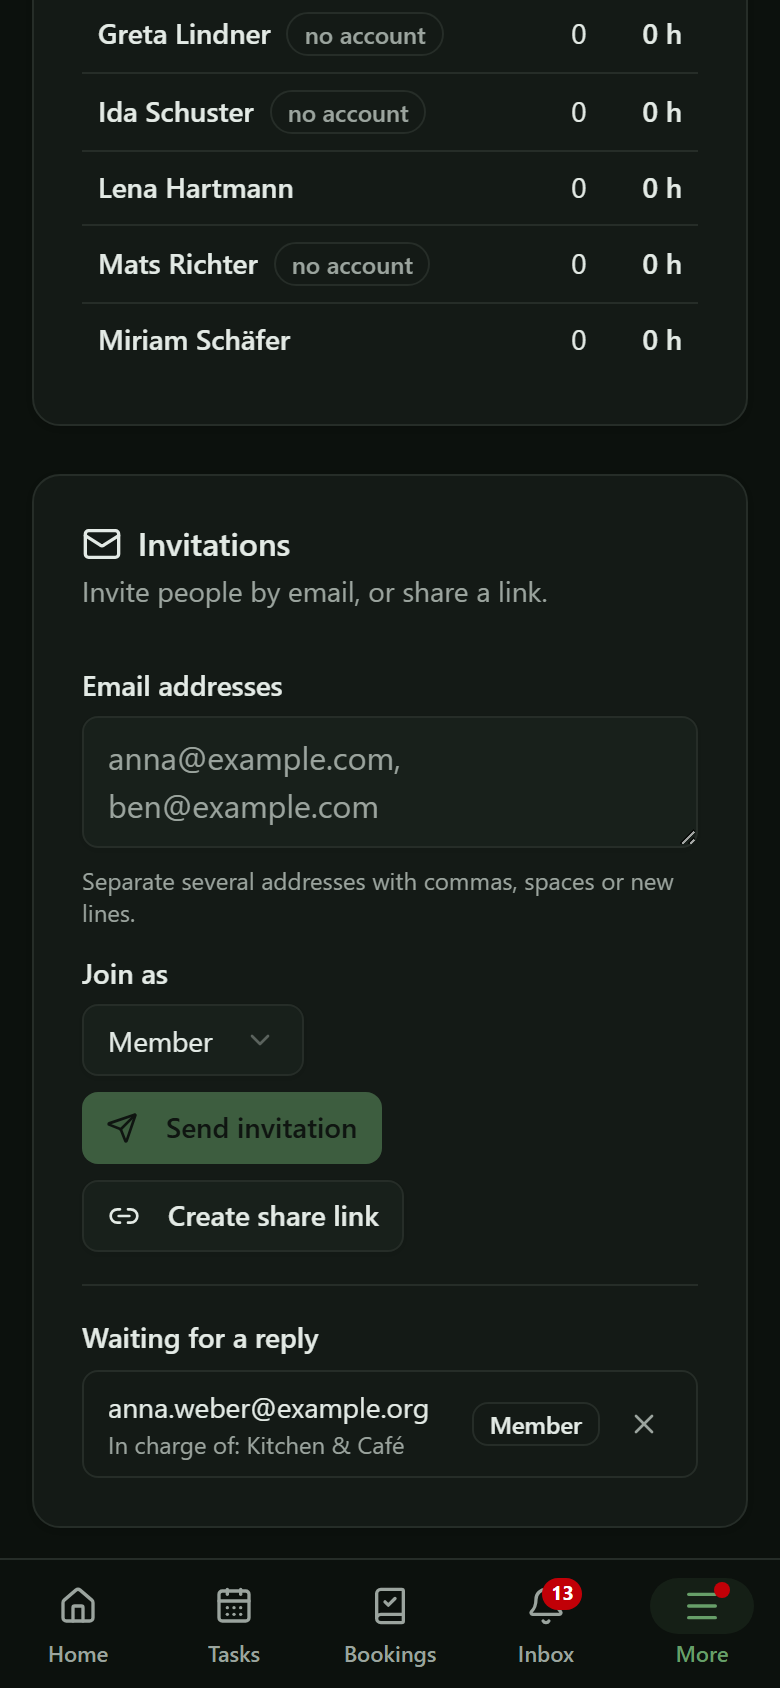 Greta Lindner no account 0 0 h
Ida Schuster no account 0 0 h
Lena Hartmann 0 0 h
Mats Richter no account 0 0 h
Miriam Schäfer 0 0 h
Invitations
Invite people by email, or share a link.
Email addresses
anna@example.com,
ben@example.com
Separate several addresses with commas, spaces or new
lines.
Join as
Member
Send invitation
Create share link
Waiting for a reply
anna.weber@example.org
In charge of: Kitchen & Café
Member
13
Home Tasks Bookings Inbox More